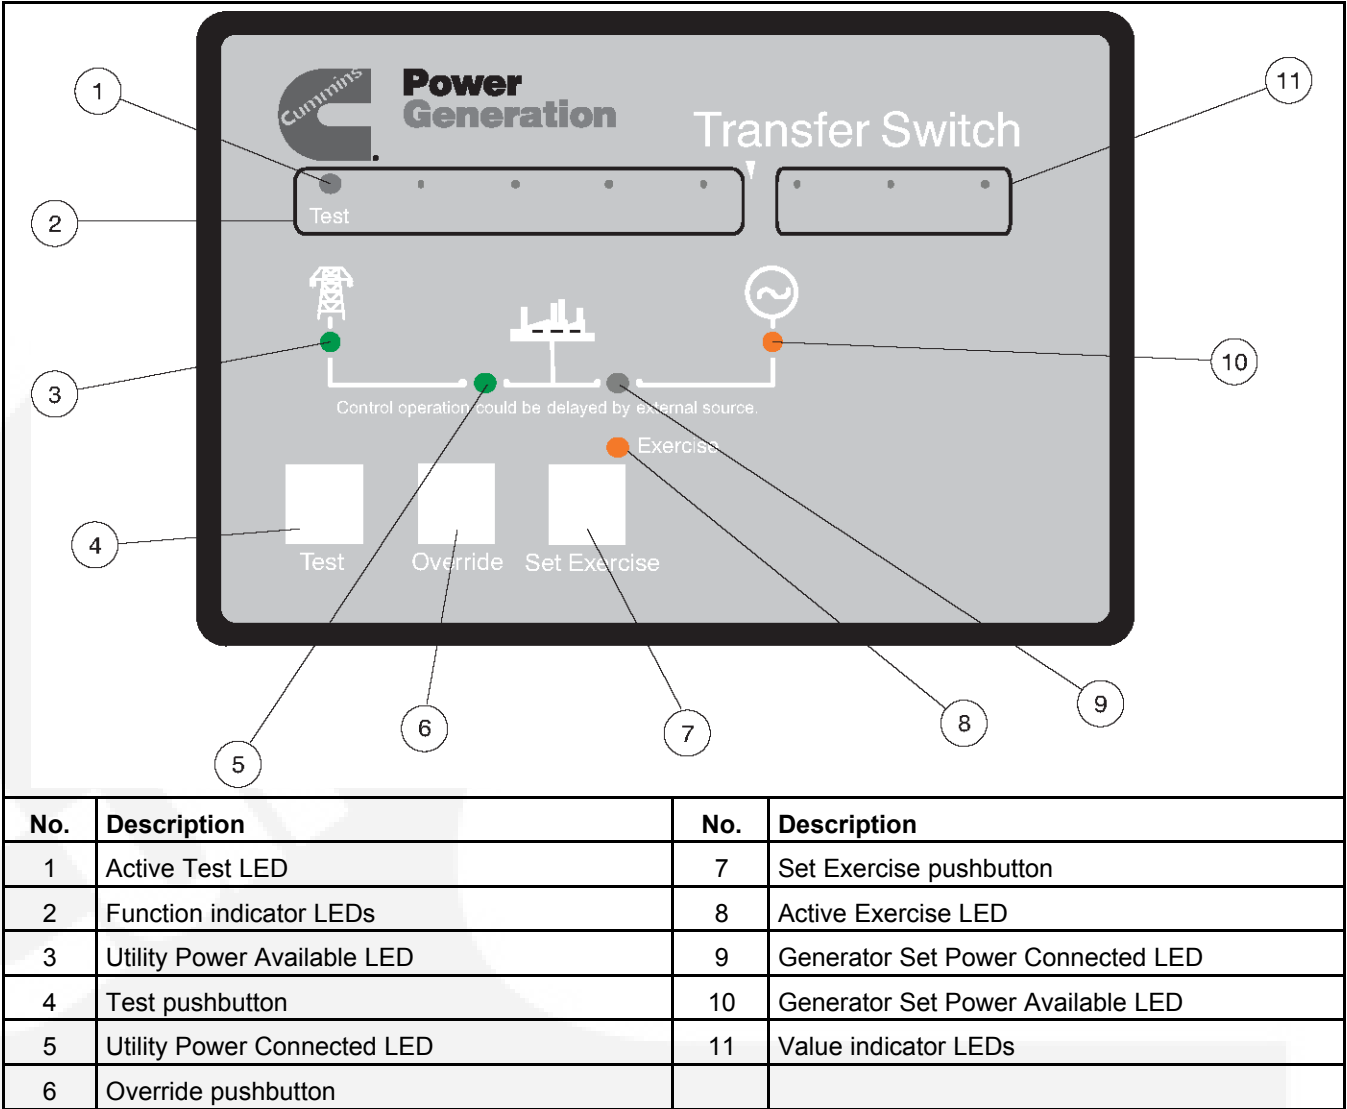 Cummins
Power
Generation
Transfer Switch
Test
Control operation could be delayed by external source.
Exercise
Test Override Set Exercise
1
2
3
4
5
6
7
8
9
10
11
No. Description No. Description
1 Active Test LED 7 Set Exercise pushbutton
2 Function indicator LEDs 8 Active Exercise LED
3 Utility Power Available LED 9 Generator Set Power Connected LED
4 Test pushbutton 10 Generator Set Power Available LED
5 Utility Power Connected LED 11 Value indicator LEDs
6 Override pushbutton